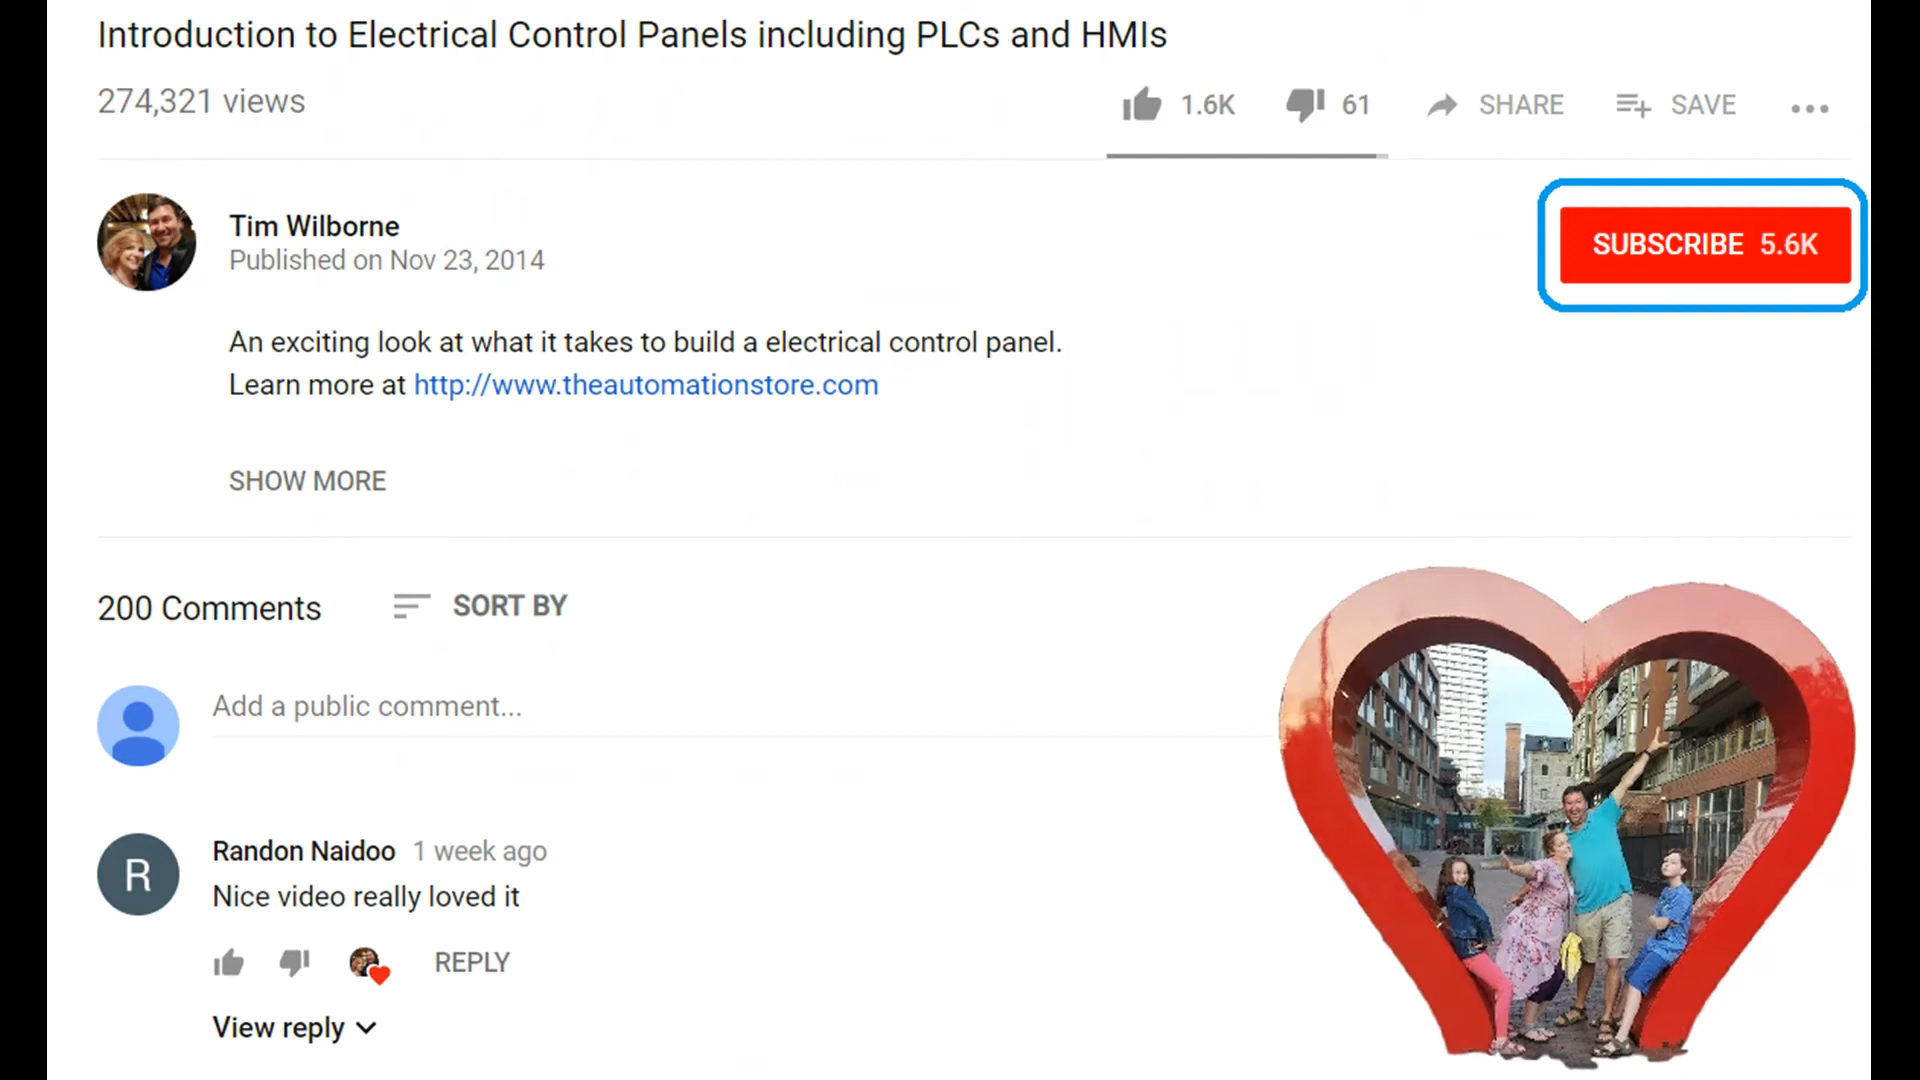 Introduction to Electrical Control Panels including PLCs and HMIs
274,321 views
1.6K
61
SHARE
SAVE
Tim Wilborne
Published on Nov 23, 2014
SUBSCRIBE 5.6K
An exciting look at what it takes to build a electrical control panel.
Learn more at http://www.theautomationstore.com
SHOW MORE
200 Comments
SORT BY
Add a public comment...
R
Randon Naidoo 1 week ago
Nice video really loved it
REPLY
View reply